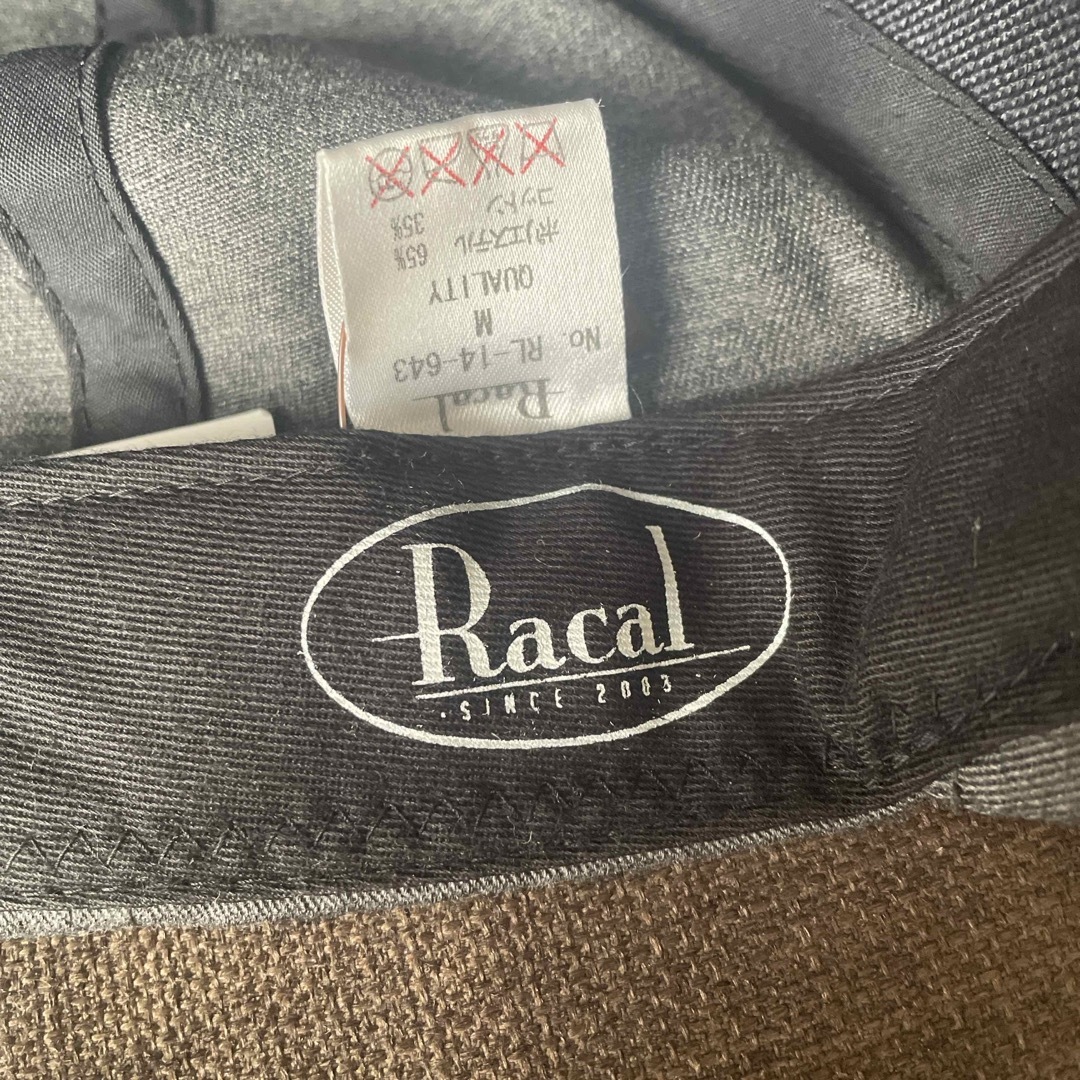 Racal
No. RL-14-643
M
QUALITY
ポリエステル 65%
コットン 35%
Racal
· SINCE 2003 ·